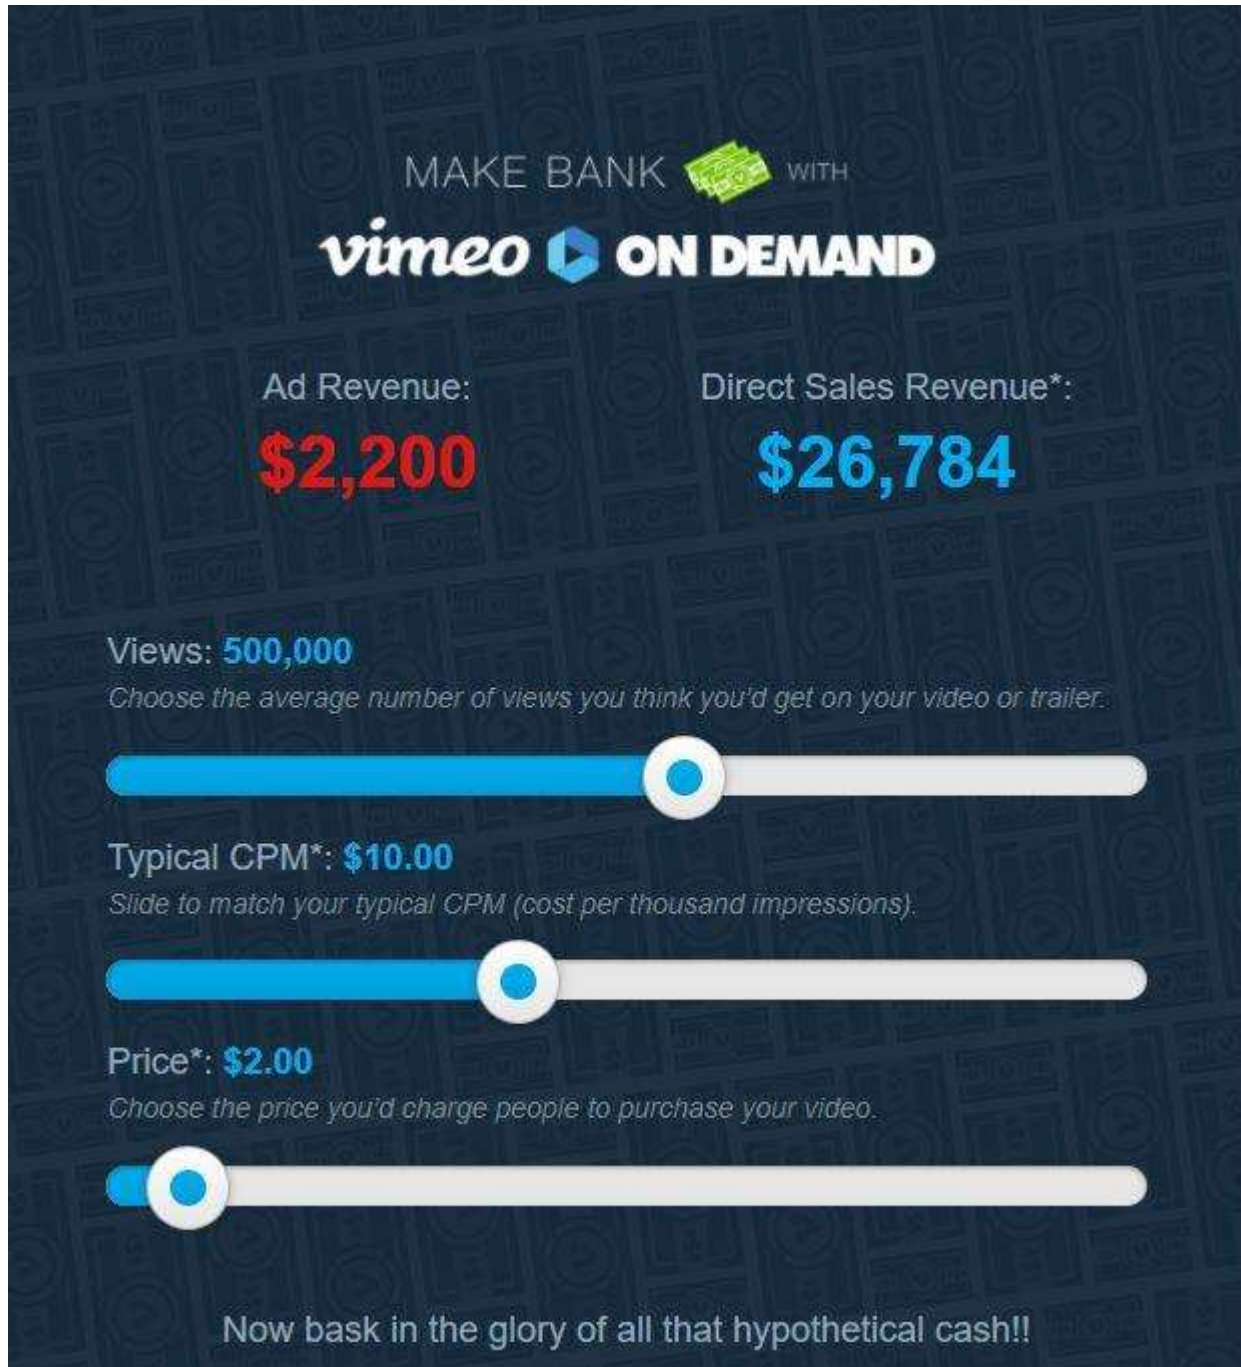 MAKE BANK WITH
vimeo ON DEMAND
Ad Revenue:
$2,200
Direct Sales Revenue*:
$26,784
Views: 500,000
Choose the average number of views you think you'd get on your video or trailer.
Typical CPM*: $10.00
Slide to match your typical CPM (cost per thousand impressions).
Price*: $2.00
Choose the price you'd charge people to purchase your video.
Now bask in the glory of all that hypothetical cash!!